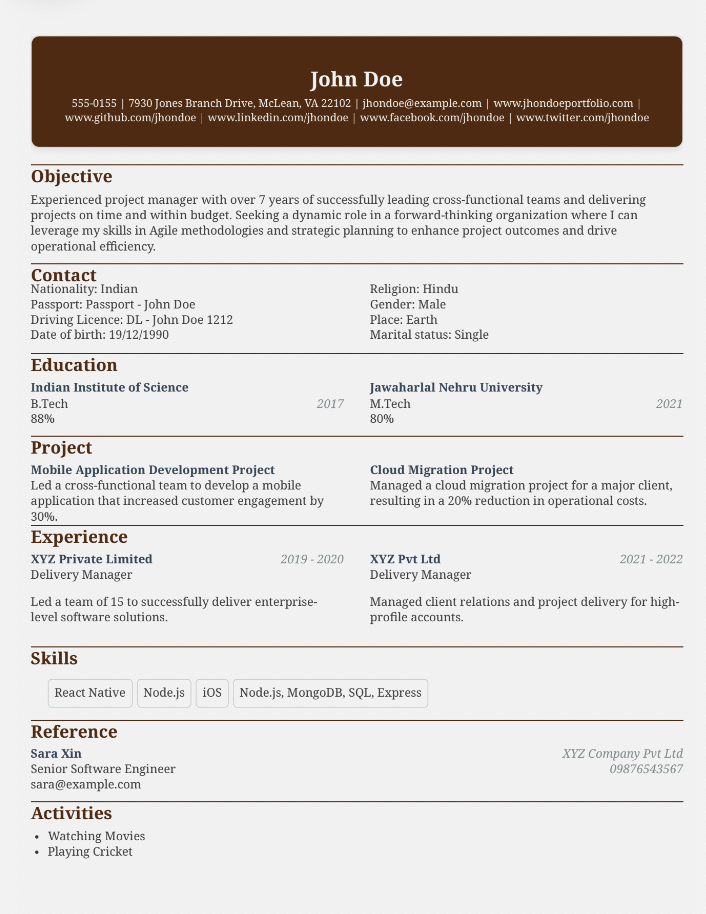 John Doe
555-0155 | 7930 Jones Branch Drive, McLean, VA 22102 | jhondoe@example.com | www.jhondoeportfolio.com |
www.github.com/jhondoe | www.linkedin.com/jhondoe | www.facebook.com/jhondoe | www.twitter.com/jhondoe
Objective
Experienced project manager with over 7 years of successfully leading cross-functional teams and delivering
projects on time and within budget. Seeking a dynamic role in a forward-thinking organization where I can
leverage my skills in Agile methodologies and strategic planning to enhance project outcomes and drive
operational efficiency.
Contact
Nationality: Indian
Passport: Passport - John Doe
Driving Licence: DL - John Doe 1212
Date of birth: 19/12/1990
Religion: Hindu
Gender: Male
Place: Earth
Marital status: Single
Education
Indian Institute of Science
B.Tech 2017
88%
Jawaharlal Nehru University
M.Tech 2021
80%
Project
Mobile Application Development Project
Led a cross-functional team to develop a mobile
application that increased customer engagement by
30%.
Cloud Migration Project
Managed a cloud migration project for a major client,
resulting in a 20% reduction in operational costs.
Experience
XYZ Private Limited 2019 - 2020
Delivery Manager
Led a team of 15 to successfully deliver enterprise-
level software solutions.
XYZ Pvt Ltd 2021 - 2022
Delivery Manager
Managed client relations and project delivery for high-
profile accounts.
Skills
React Native Node.js iOS Node.js, MongoDB, SQL, Express
Reference
Sara Xin XYZ Company Pvt Ltd
Senior Software Engineer 09876543567
sara@example.com
Activities
• Watching Movies
• Playing Cricket